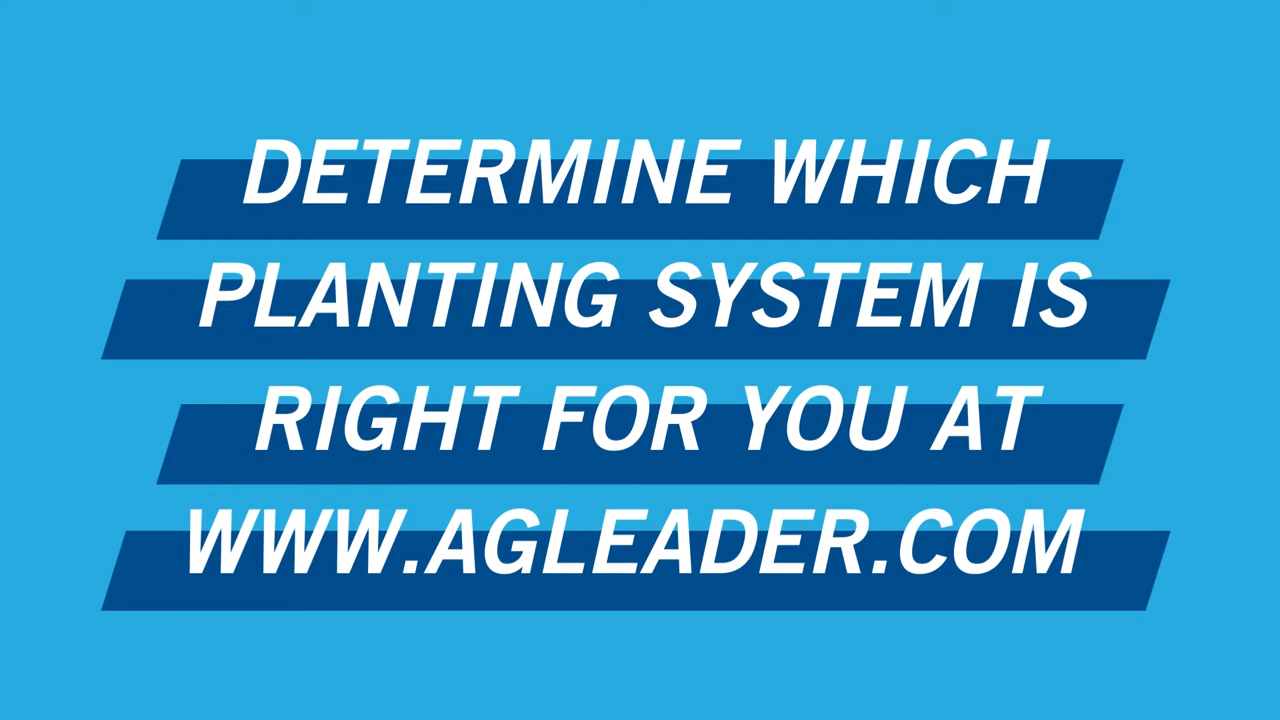 DETERMINE WHICH
PLANTING SYSTEM IS
RIGHT FOR YOU AT
WWW.AGLEADER.COM